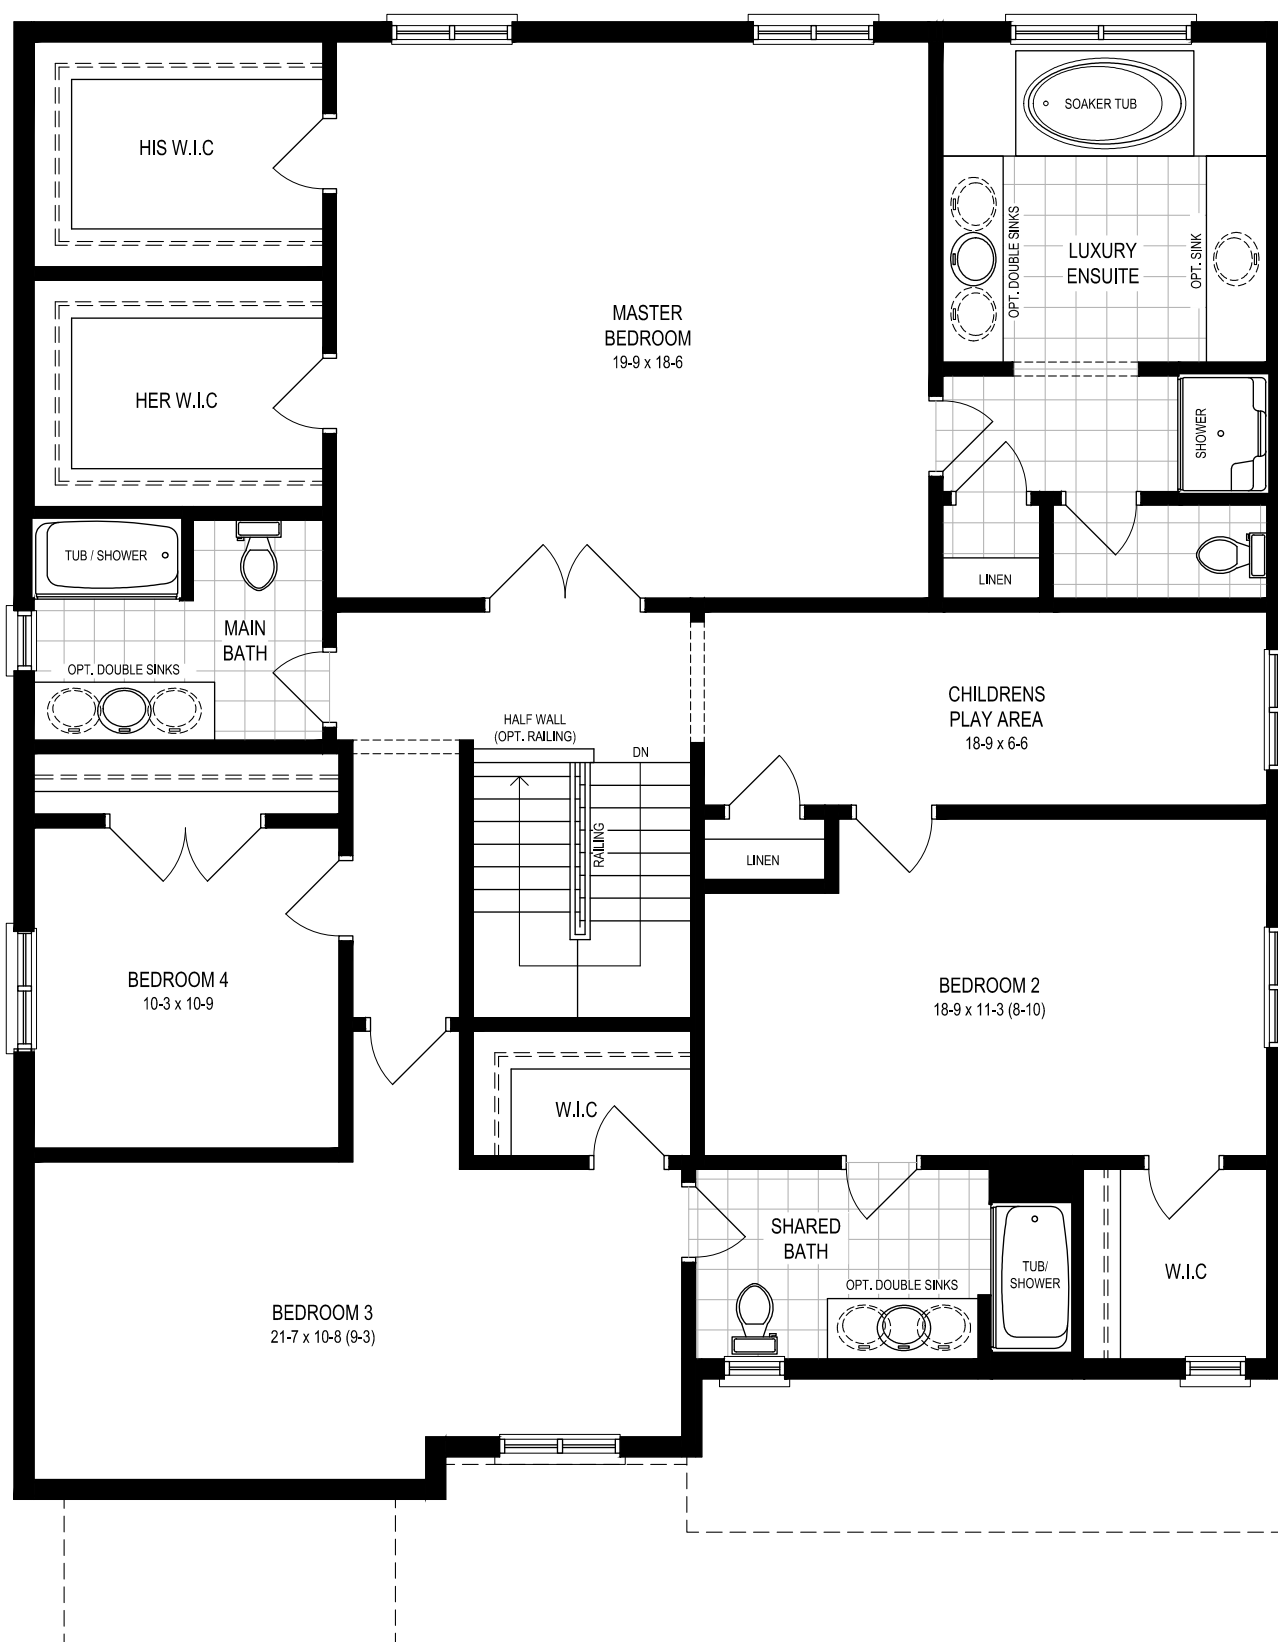 HIS W.I.C
HER W.I.C
MASTER
BEDROOM
19-9 x 18-6
SOAKER TUB
OPT. DOUBLE SINKS
LUXURY
ENSUITE
OPT. SINK
SHOWER
LINEN
TUB / SHOWER
MAIN
BATH
OPT. DOUBLE SINKS
HALF WALL
(OPT. RAILING)
DN
RAILING
CHILDRENS
PLAY AREA
18-9 x 6-6
LINEN
BEDROOM 4
10-3 x 10-9
BEDROOM 2
18-9 x 11-3 (8-10)
W.I.C
BEDROOM 3
21-7 x 10-8 (9-3)
SHARED
BATH
OPT. DOUBLE SINKS
TUB/
SHOWER
W.I.C